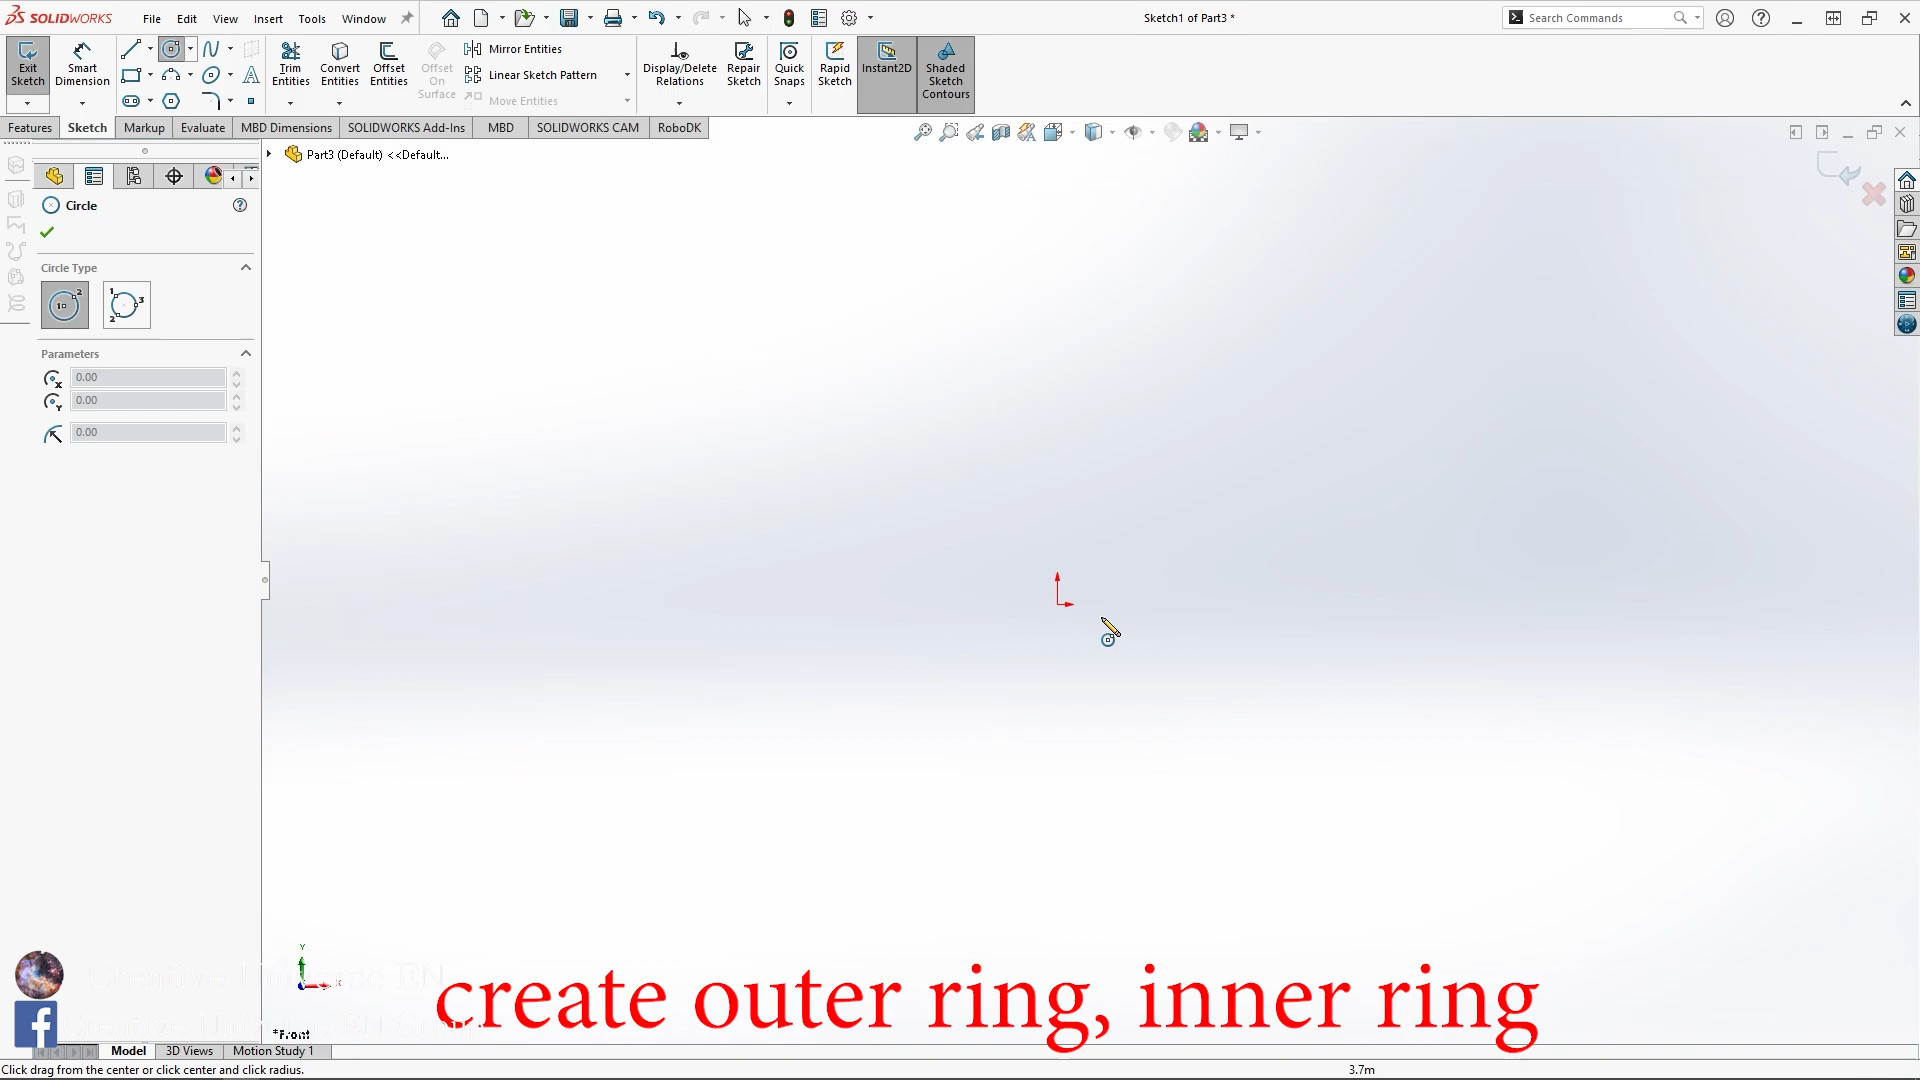 SOLIDWORKS File Edit View Insert Tools Window
Sketch1 of Part3 *
Search Commands
Exit Sketch
Smart Dimension
Trim Entities
Convert Entities
Offset Entities
Offset On Surface
Mirror Entities
Linear Sketch Pattern
Move Entities
Display/Delete Relations
Repair Sketch
Quick Snaps
Rapid Sketch
Instant2D
Shaded Sketch Contours
Features Sketch Markup Evaluate MBD Dimensions SOLIDWORKS Add-Ins MBD SOLIDWORKS CAM RoboDK
Part3 (Default) <<Default...
Circle
Circle Type
Parameters
0.00
0.00
0.00
Creative Universe EN
create outer ring, inner ring
*Front
Model 3D Views Motion Study 1
Click drag from the center or click center and click radius.
3.7m